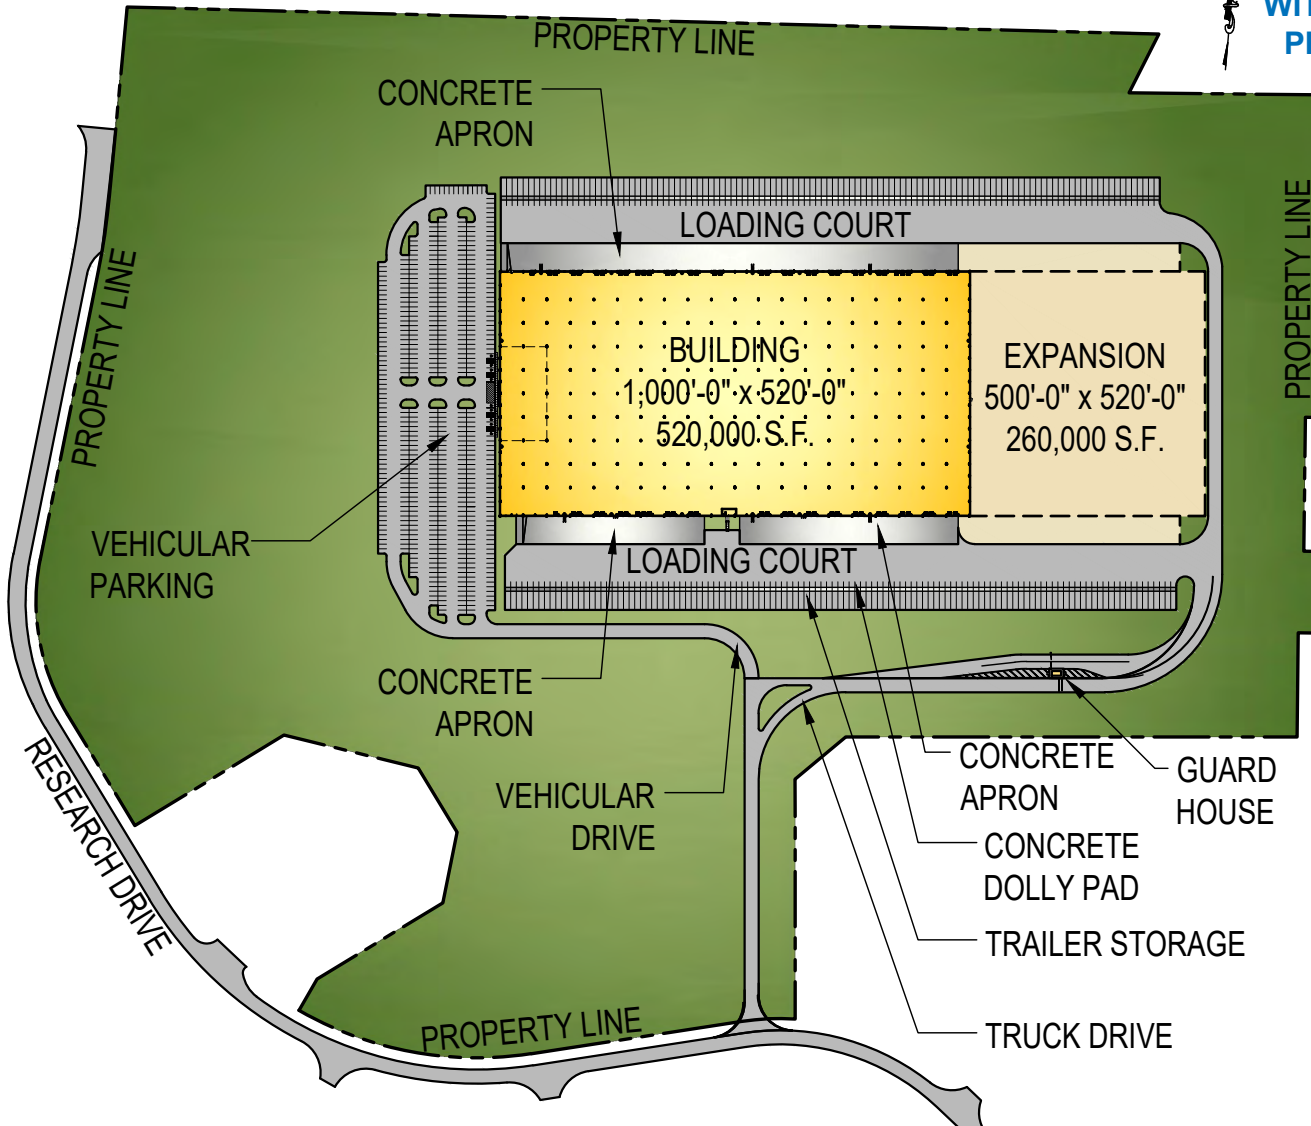 PROPERTY LINE
CONCRETE
APRON
LOADING COURT
PROPERTY LINE
PROPERTY LINE
BUILDING
1,000'-0" x 520'-0"
520,000 S.F.
EXPANSION
500'-0" x 520'-0"
260,000 S.F.
VEHICULAR
PARKING
LOADING COURT
CONCRETE
APRON
VEHICULAR
DRIVE
CONCRETE
APRON
GUARD
HOUSE
CONCRETE
DOLLY PAD
TRAILER STORAGE
TRUCK DRIVE
RESEARCH DRIVE
PROPERTY LINE